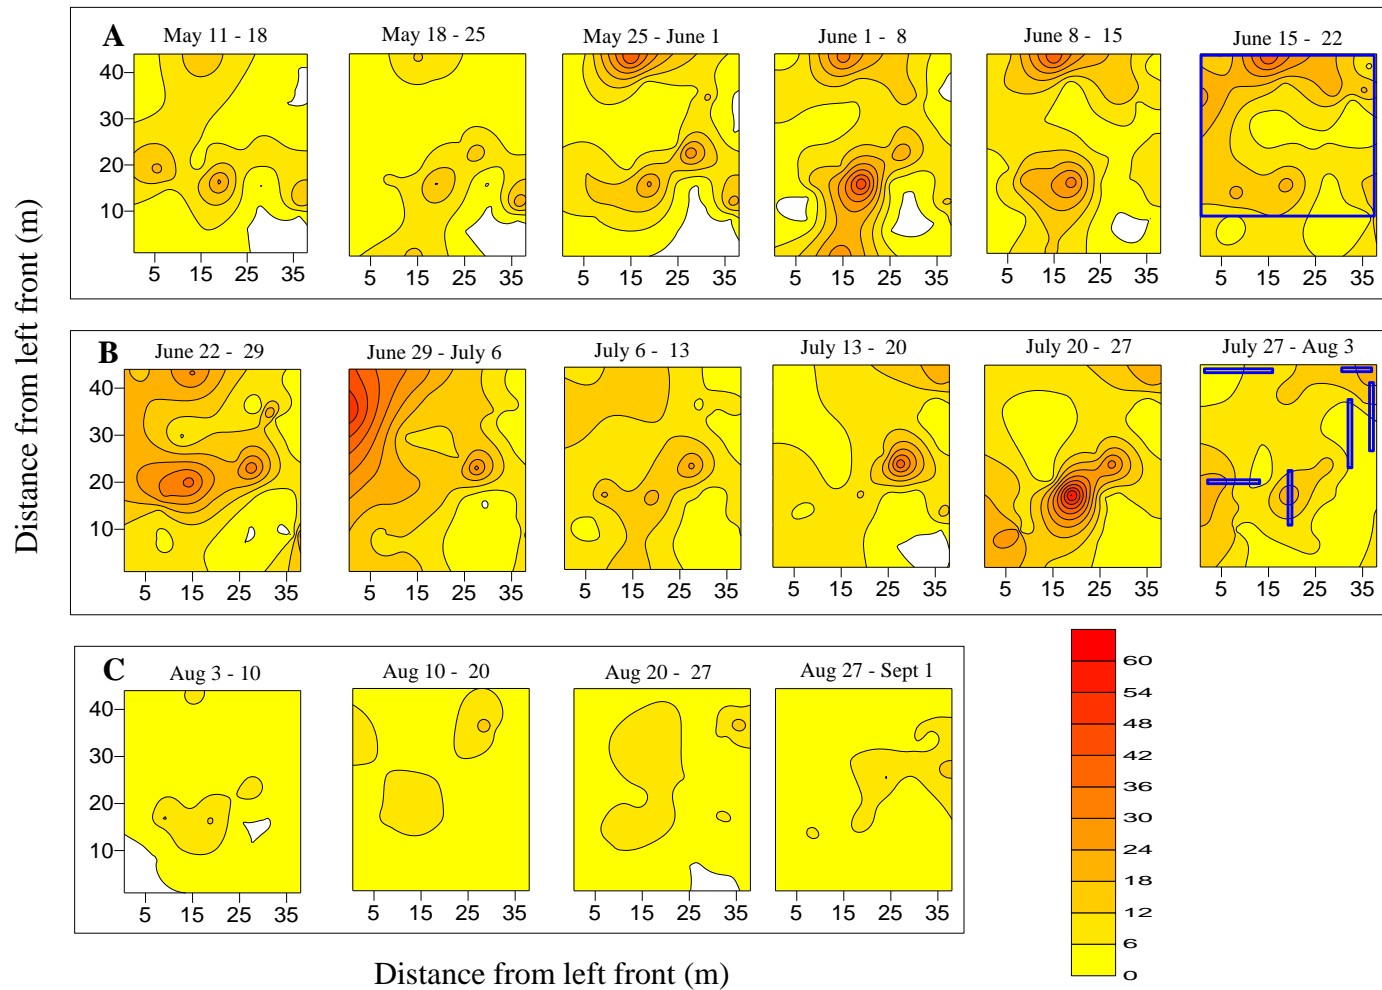 A
May 11 - 18
May 18 - 25
May 25 - June 1
June 1 - 8
June 8 - 15
June 15 - 22
40
30
20
10
5 15 25 35
5 15 25 35
5 15 25 35
5 15 25 35
5 15 25 35
5 15 25 35
Distance from left front (m)
B
June 22 - 29
June 29 - July 6
July 6 - 13
July 13 - 20
July 20 - 27
July 27 - Aug 3
40
30
20
10
5 15 25 35
5 15 25 35
5 15 25 35
5 15 25 35
5 15 25 35
5 15 25 35
C
Aug 3 - 10
Aug 10 - 20
Aug 20 - 27
Aug 27 - Sept 1
40
30
20
10
5 15 25 35
5 15 25 35
5 15 25 35
5 15 25 35
60
54
48
42
36
30
24
18
12
6
0
Distance from left front (m)